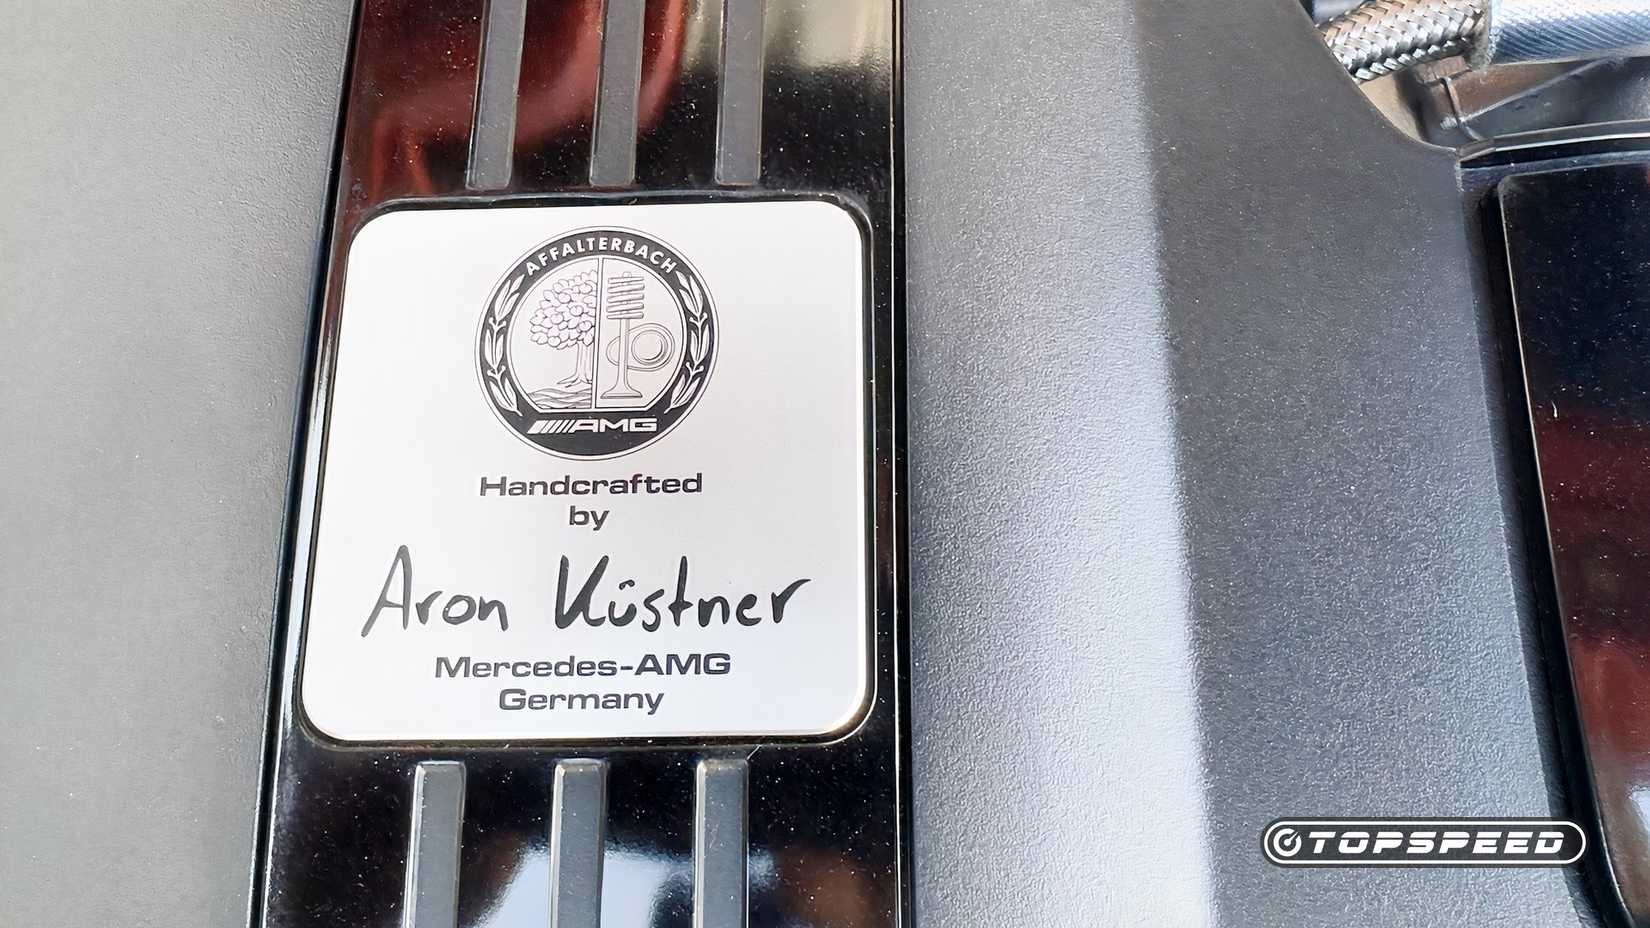 AFFALTERBACH
AMG
Handcrafted
by
Aron Küstner
Mercedes-AMG
Germany
TOPSPEED